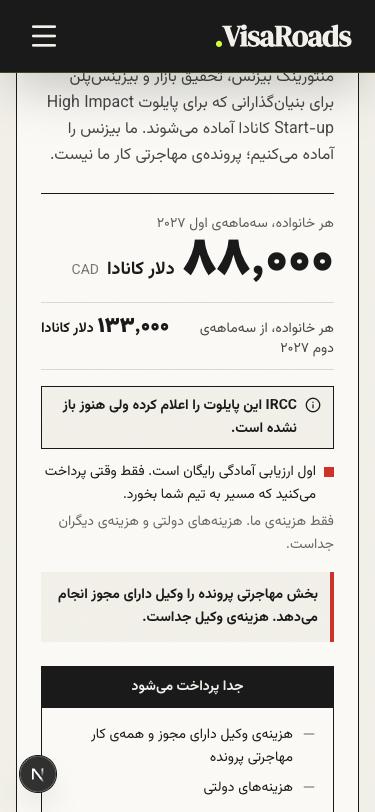 VisaRoads.
منتورینگ بیزنس، تحقیق بازار و بیزینس‌پلن
برای بنیان‌گذارانی که برای پایلوت High Impact
Start-up کانادا آماده می‌شوند. ما بیزنس را
آماده می‌کنیم؛ پرونده‌ی مهاجرتی کار ما نیست.
هر خانواده، سه‌ماهه‌ی اول ۲۰۲۷
۸۸,۰۰۰ دلار کانادا CAD
هر خانواده، از سه‌ماهه‌ی
دوم ۲۰۲۷
۱۳۳,۰۰۰ دلار کانادا
IRCC این پایلوت را اعلام کرده ولی هنوز باز
نشده است.
اول ارزیابی آمادگی رایگان است. فقط وقتی پرداخت
می‌کنید که مسیر به تیم شما بخورد.
فقط هزینه‌ی ما. هزینه‌های دولتی و هزینه‌ی دیگران
جداست.
بخش مهاجرتی پرونده را وکیل دارای مجوز انجام
می‌دهد. هزینه‌ی وکیل جداست.
جدا پرداخت می‌شود
— هزینه‌ی وکیل دارای مجوز و همه‌ی کار
مهاجرتی پرونده
— هزینه‌های دولتی
N